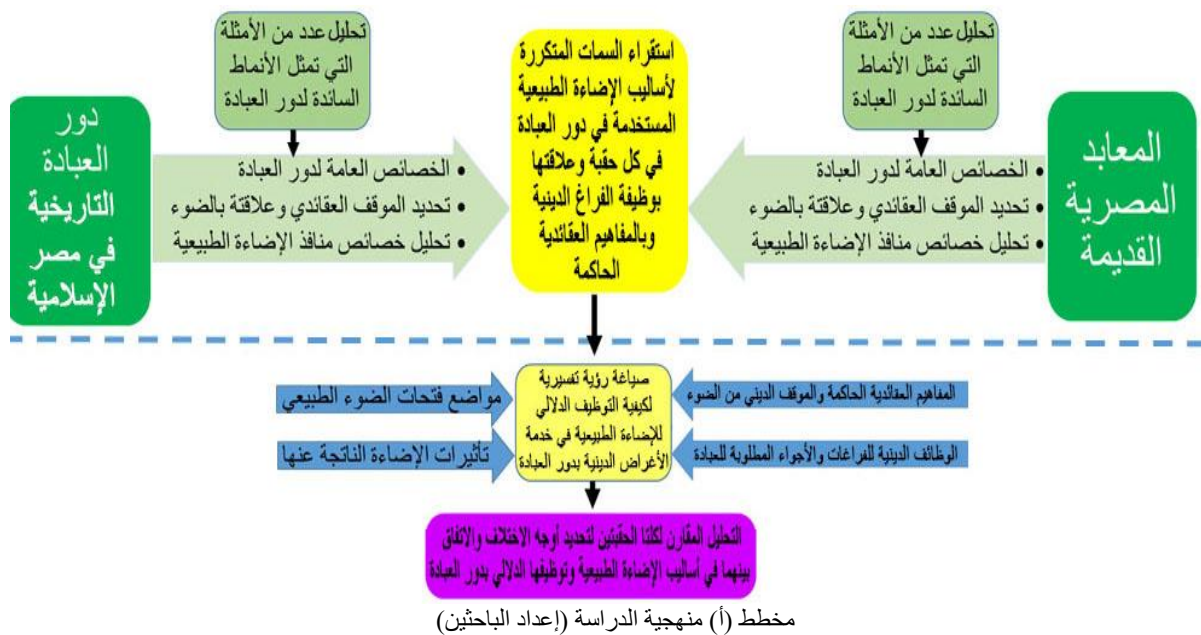 تحليل عدد من الأمثلة
التي تمثل الأنماط
السائدة لدور العبادة
المعابد
المصرية
القديمة
• الخصائص العامة لدور العبادة
• تحديد الموقف العقائدي وعلاقتة بالضوء
• تحليل خصائص منافذ الإضاءة الطبيعية
استقراء السمات المتكررة
لأساليب الإضاءة الطبيعية
المستخدمة في دور العبادة
في كل حقبة وعلاقتها
بوظيفة الفراغ الدينية
وبالمفاهيم العقائدية
الحاكمة
تحليل عدد من الأمثلة
التي تمثل الأنماط
السائدة لدور العبادة
• الخصائص العامة لدور العبادة
• تحديد الموقف العقائدي وعلاقتة بالضوء
• تحليل خصائص منافذ الإضاءة الطبيعية
دور
العبادة
التاريخية
في مصر
الإسلامية
المفاهيم العقائدية الحاكمة والموقف الديني من الضوء
الوظائف الدينية للفراغات والأجواء المطلوبة للعبادة
صياغة رؤية تفسيرية
لكيفية التوظيف الدلالي
للإضاءة الطبيعية في خدمة
الأغراض الدينية بدور العبادة
مواضع فتحات الضوء الطبيعي
تأثيرات الإضاءة الناتجة عنها
التحليل المقارن لكلتا الحقبتين لتحديد أوجه الاختلاف والاتفاق
بينهما في أساليب الإضاءة الطبيعية وتوظيفها الدلالي بدور العبادة
مخطط (أ) منهجية الدراسة (إعداد الباحثين)